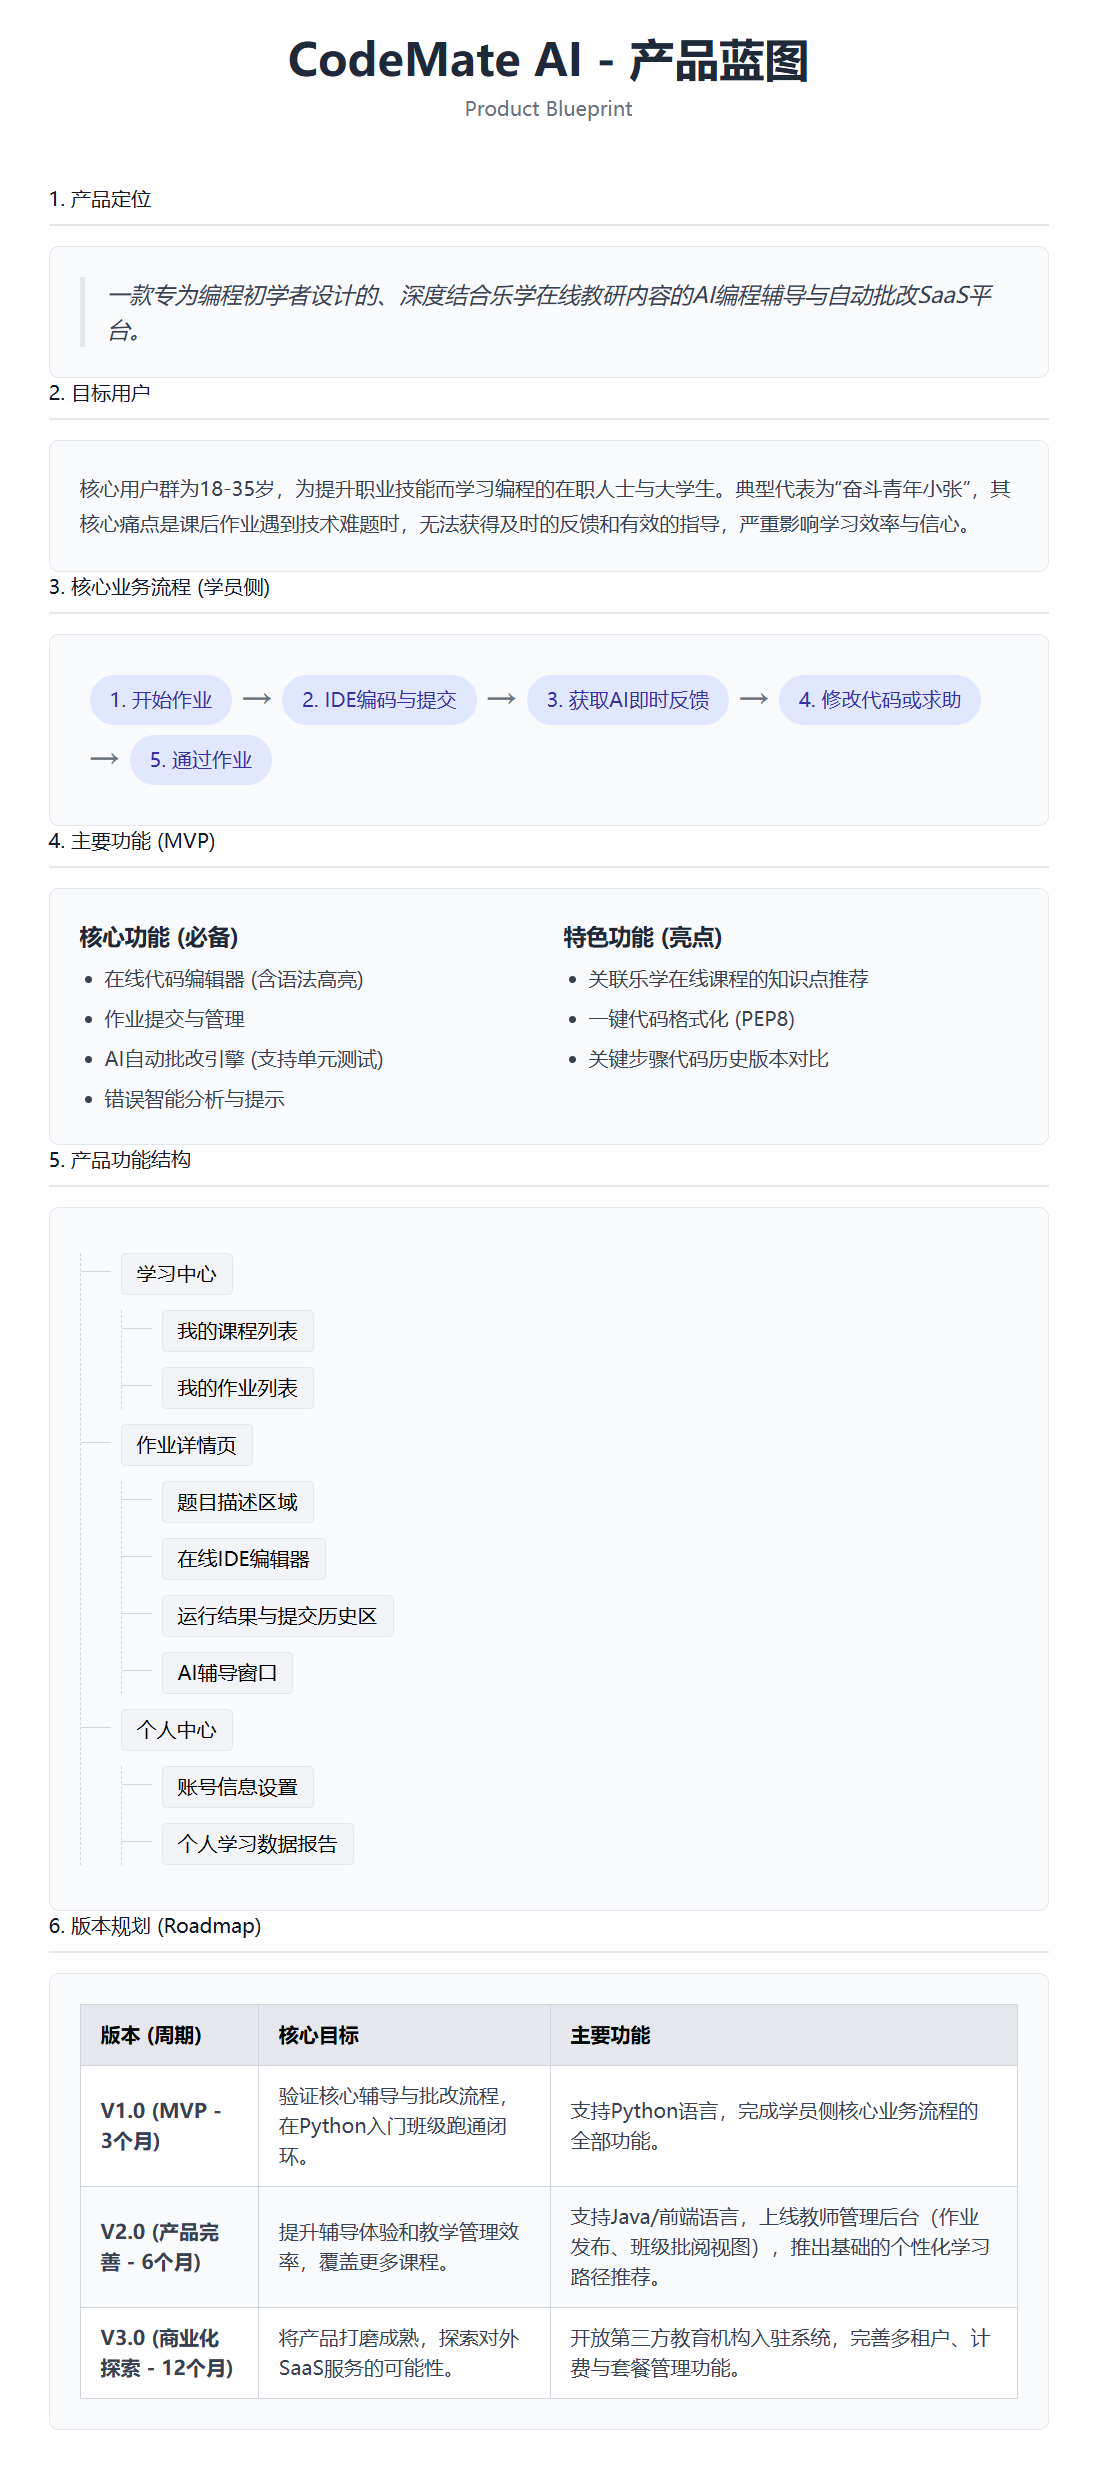 CodeMate AI - 产品蓝图
Product Blueprint
1. 产品定位
一款专为编程初学者设计的、深度结合乐学在线教研内容的AI编程辅导与自动批改SaaS平
台。
2. 目标用户
核心用户群为18-35岁，为提升职业技能而学习编程的在职人士与大学生。典型代表为“奋斗青年小张”，其
核心痛点是课后作业遇到技术难题时，无法获得及时的反馈和有效的指导，严重影响学习效率与信心。
3. 核心业务流程 (学员侧)
1. 开始作业 → 2. IDE编码与提交 → 3. 获取AI即时反馈 → 4. 修改代码或求助
→ 5. 通过作业
4. 主要功能 (MVP)
核心功能 (必备)
• 在线代码编辑器 (含语法高亮)
• 作业提交与管理
• AI自动批改引擎 (支持单元测试)
• 错误智能分析与提示
特色功能 (亮点)
• 关联乐学在线课程的知识点推荐
• 一键代码格式化 (PEP8)
• 关键步骤代码历史版本对比
5. 产品功能结构
学习中心
我的课程列表
我的作业列表
作业详情页
题目描述区域
在线IDE编辑器
运行结果与提交历史区
AI辅导窗口
个人中心
账号信息设置
个人学习数据报告
6. 版本规划 (Roadmap)
版本 (周期) 核心目标 主要功能
V1.0 (MVP -
3个月)
验证核心辅导与批改流程，
在Python入门班级跑通闭
环。
支持Python语言，完成学员侧核心业务流程的
全部功能。
V2.0 (产品完
善 - 6个月)
提升辅导体验和教学管理效
率，覆盖更多课程。
支持Java/前端语言，上线教师管理后台（作业
发布、班级批阅视图），推出基础的个性化学习
路径推荐。
V3.0 (商业化
探索 - 12个月)
将产品打磨成熟，探索对外
SaaS服务的可能性。
开放第三方教育机构入驻系统，完善多租户、计
费与套餐管理功能。